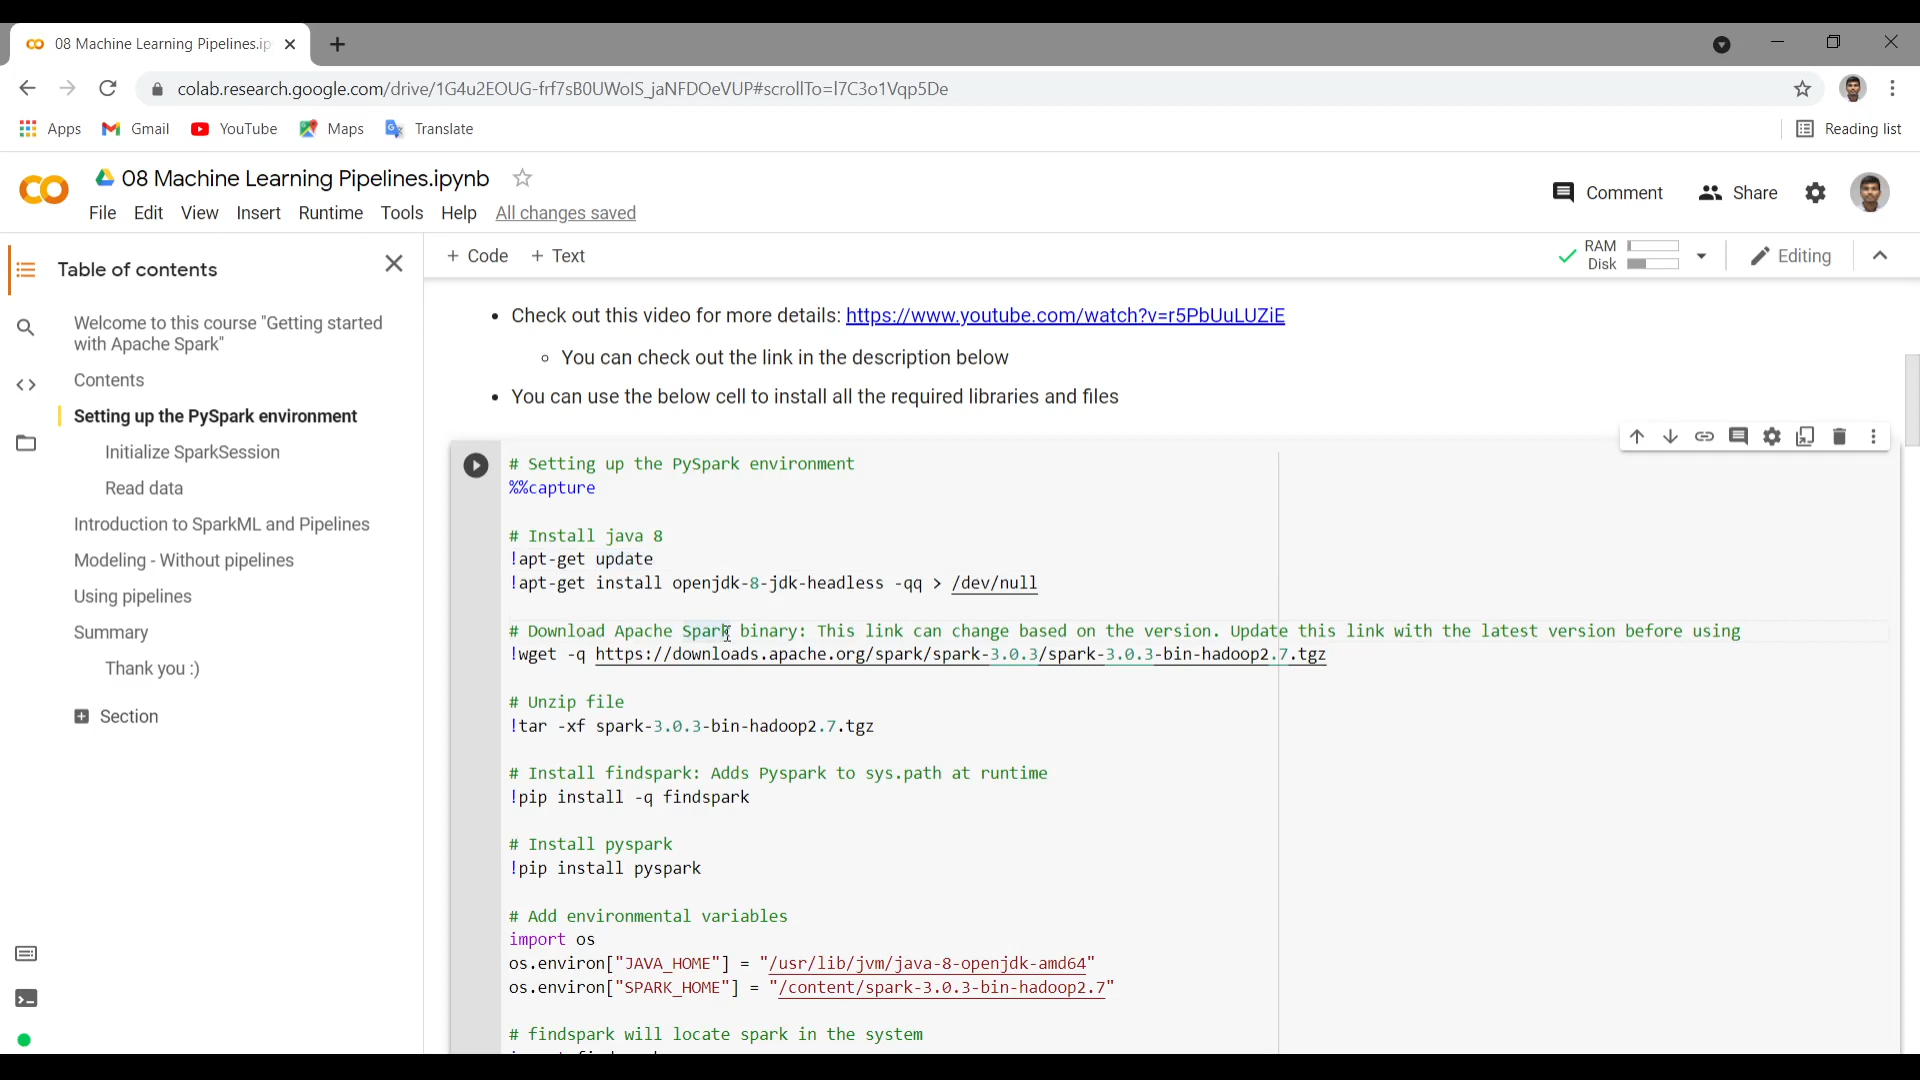 08 Machine Learning Pipelines.ip
colab.research.google.com/drive/1G4u2EOUG-frf7sB0UWoIS_jaNFDOeVUP#scrollTo=l7C3o1Vqp5De
Apps Gmail YouTube Maps Translate Reading list
08 Machine Learning Pipelines.ipynb
File Edit View Insert Runtime Tools Help All changes saved
Comment Share
Table of contents
Welcome to this course "Getting started
with Apache Spark"
Contents
Setting up the PySpark environment
Initialize SparkSession
Read data
Introduction to SparkML and Pipelines
Modeling - Without pipelines
Using pipelines
Summary
Thank you :)
Section
+ Code + Text
RAM
Disk
Editing
• Check out this video for more details: https://www.youtube.com/watch?v=r5PbUuLUZiE
◦ You can check out the link in the description below
• You can use the below cell to install all the required libraries and files
# Setting up the PySpark environment
%%capture
# Install java 8
!apt-get update
!apt-get install openjdk-8-jdk-headless -qq > /dev/null
# Download Apache Spark binary: This link can change based on the version. Update this link with the latest version before using
!wget -q https://downloads.apache.org/spark/spark-3.0.3/spark-3.0.3-bin-hadoop2.7.tgz
# Unzip file
!tar -xf spark-3.0.3-bin-hadoop2.7.tgz
# Install findspark: Adds Pyspark to sys.path at runtime
!pip install -q findspark
# Install pyspark
!pip install pyspark
# Add environmental variables
import os
os.environ["JAVA_HOME"] = "/usr/lib/jvm/java-8-openjdk-amd64"
os.environ["SPARK_HOME"] = "/content/spark-3.0.3-bin-hadoop2.7"
# findspark will locate spark in the system